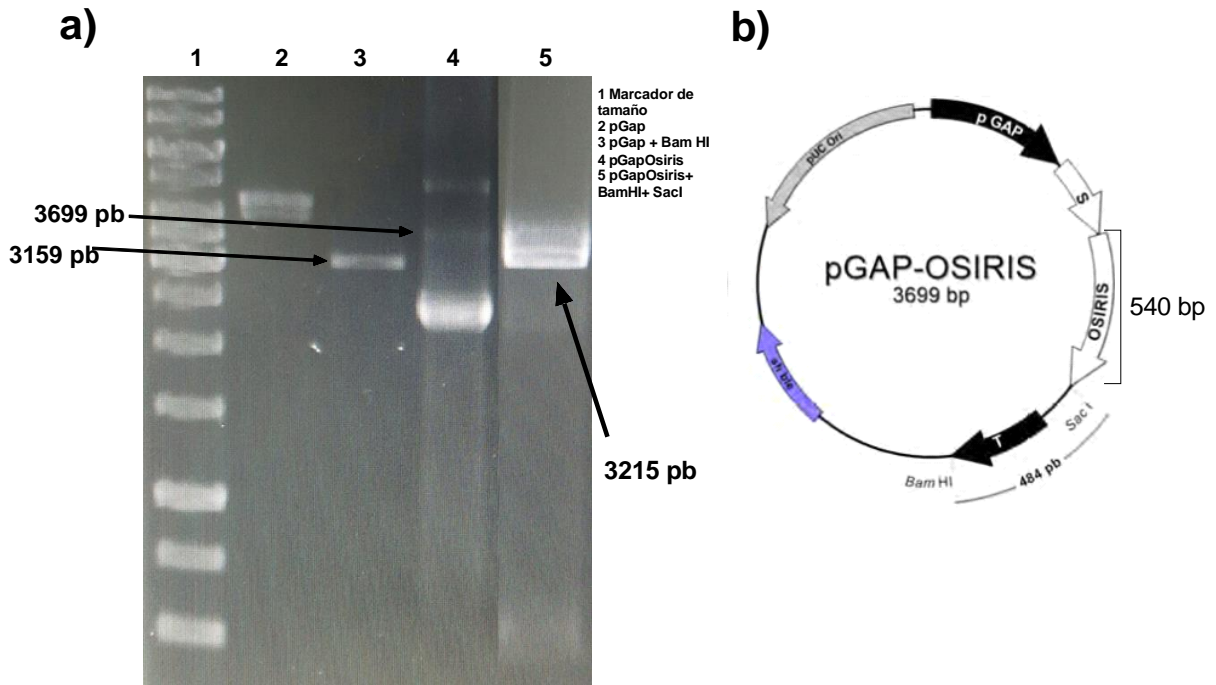 a)
1 2 3 4 5
1 Marcador de
tamaño
2 pGap
3 pGap + Bam HI
4 pGapOsiris
5 pGapOsiris+
BamHI+ SacI
3699 pb
3159 pb
3215 pb
b)
p GAP
S
OSIRIS
540 bp
Sac I
484 pb
T
Bam HI
sh ble
pUC Ori
pGAP-OSIRIS
3699 bp